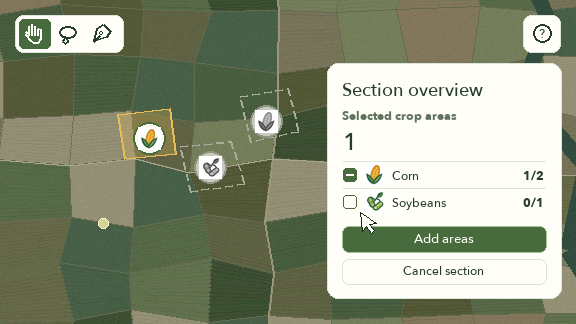 ?
Section overview
Selected crop areas
1
Corn 1/2
Soybeans 0/1
Add areas
Cancel section